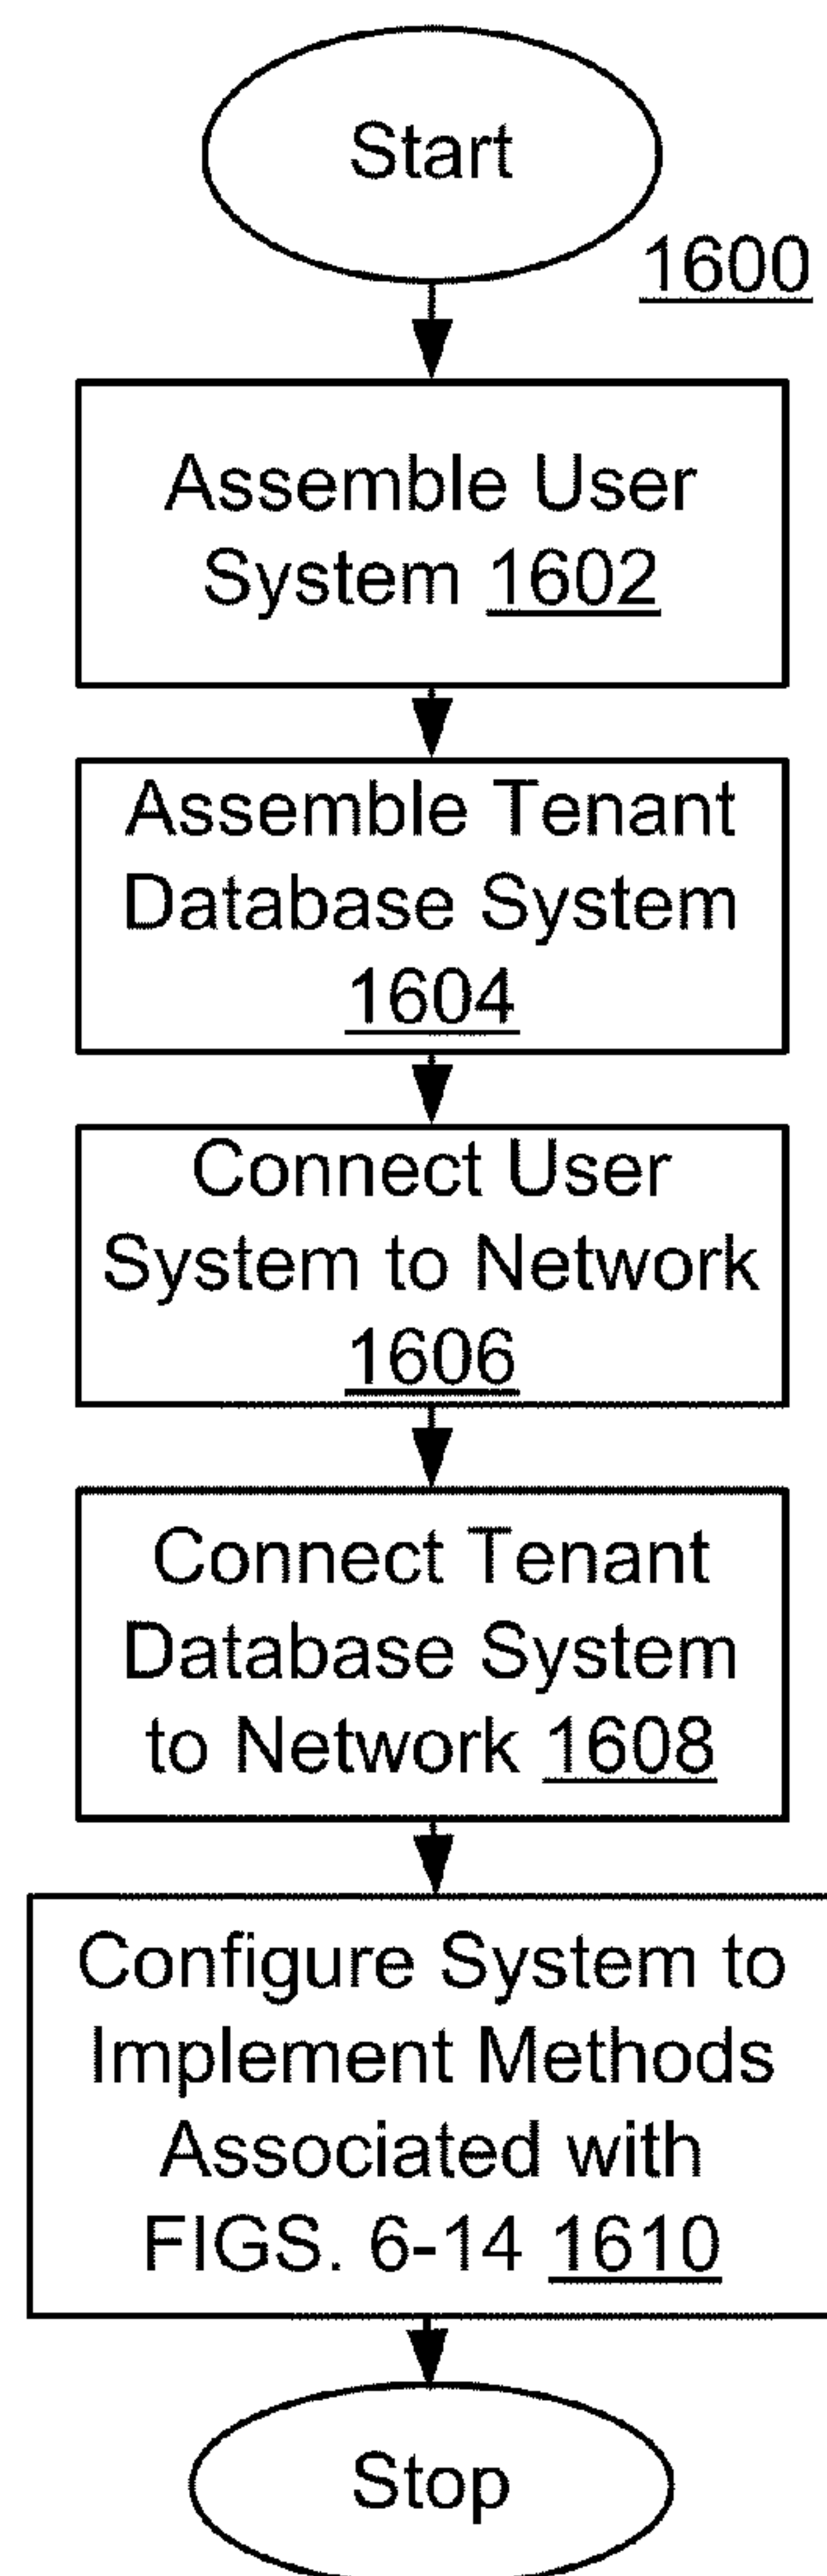 Start
1600
Assemble User
System 1602
Assemble Tenant
Database System
1604
Connect User
System to Network
1606
Connect Tenant
Database System
to Network 1608
Configure System to
Implement Methods
Associated with
FIGS. 6-14 1610
Stop